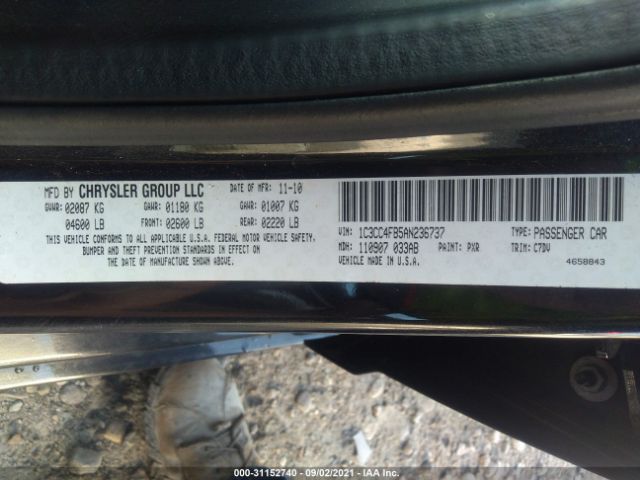 MFD BY CHRYSLER GROUP LLC DATE OF MFR: 11-10
GVWR: 02087 KG GAWR: 01180 KG GAWR: 01007 KG
04600 LB FRONT: 02600 LB REAR: 02220 LB
THIS VEHICLE CONFORMS TO ALL APPLICABLE U.S.A. FEDERAL MOTOR VEHICLE SAFETY,
BUMPER AND THEFT PREVENTION STANDARDS IN EFFECT ON
THE DATE OF MANUFACTURE SHOWN ABOVE.
VIN: 1C3CC4FB5AN236737 TYPE: PASSENGER CAR
MDH: 110907 033AB PAINT: PXR TRIM: C7DV
VEHICLE MADE IN U.S.A. 4658843
000-31152740 - 09/02/2021 - IAA Inc.